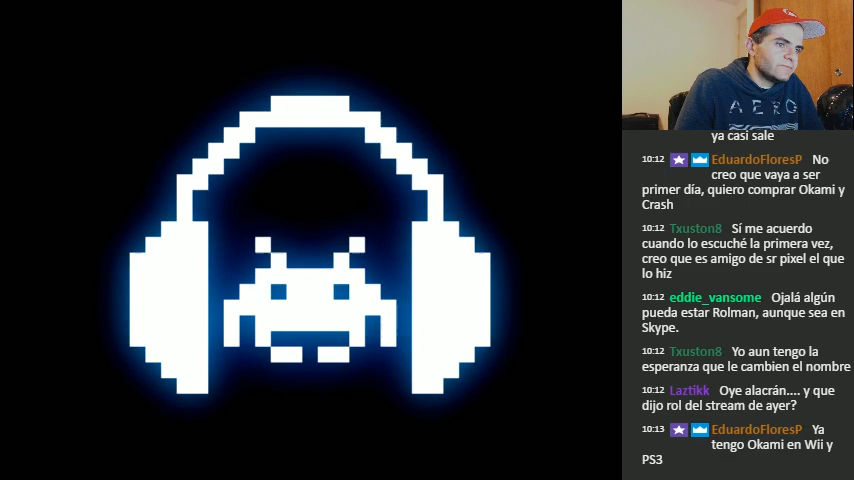 AERO
ya casi sale
10:12 EduardoFloresP No
creo que vaya a ser
primer día, quiero comprar Okami y
Crash
10:12 Txuston8 Sí me acuerdo
cuando lo escuché la primera vez,
creo que es amigo de sr pixel el que
lo hiz
10:12 eddie_vansome Ojalá algún
pueda estar Rolman, aunque sea en
Skype.
10:12 Txuston8 Yo aun tengo la
esperanza que le cambien el nombre
10:12 Laztikk Oye alacrán.... y que
dijo rol del stream de ayer?
10:13 EduardoFloresP Ya
tengo Okami en Wii y
PS3